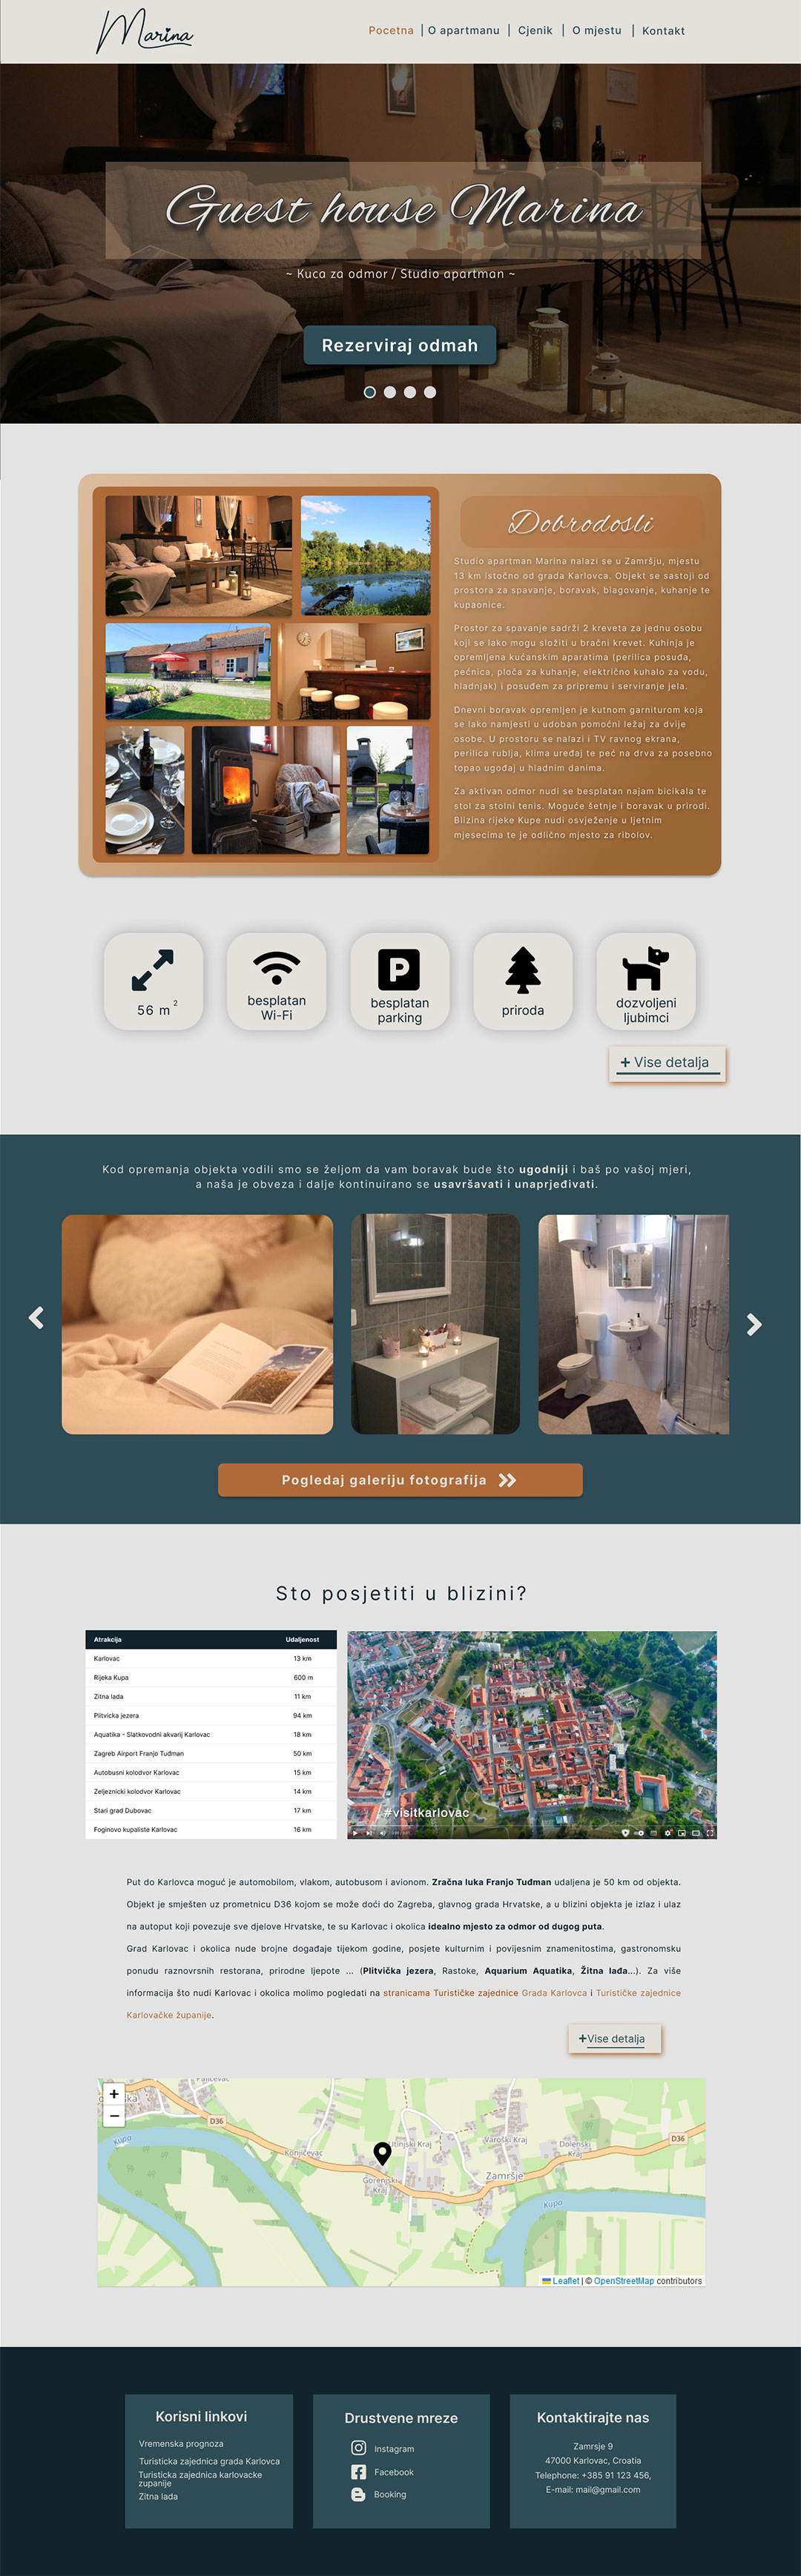 Marina
Pocetna | O apartmanu | Cjenik | O mjestu | Kontakt
Guest house Marina
~ Kuca za odmor / Studio apartman ~
Rezerviraj odmah
Dobrodosli
Studio apartman Marina nalazi se u Zamršju, mjestu
13 km istočno od grada Karlovca. Objekt se sastoji od
prostora za spavanje, boravak, blagovanje, kuhanje te
kupaonice.
Prostor za spavanje sadrži 2 kreveta za jednu osobu
koji se lako mogu složiti u bračni krevet. Kuhinja je
opremljena kućanskim aparatima (perilica posuđa,
pećnica, ploča za kuhanje, električno kuhalo za vodu,
hladnjak) i posuđem za pripremu i serviranje jela.
Dnevni boravak opremljen je kutnom garniturom koja
se lako namjesti u udoban pomoćni ležaj za dvije
osobe. U prostoru se nalazi i TV ravnog ekrana,
perilica rublja, klima uređaj te peć na drva za posebno
topao ugođaj u hladnim danima.
Za aktivan odmor nudi se besplatan najam bicikala te
stol za stolni tenis. Moguće šetnje i boravak u prirodi.
Blizina rijeke Kupe nudi osvježenje u ljetnim
mjesecima te je odlično mjesto za ribolov.
56 m 2
besplatan
Wi-Fi
P
besplatan
parking
priroda
dozvoljeni
ljubimci
+ Vise detalja
Kod opremanja objekta vodili smo se željom da vam boravak bude što ugodniji i baš po vašoj mjeri,
a naša je obveza i dalje kontinuirano se usavršavati i unaprjeđivati.
Pogledaj galeriju fotografija
Sto posjetiti u blizini?
Atrakcija Udaljenost
Karlovac 13 km
Rijeka Kupa 600 m
Zitna lada 11 km
Plitvicka jezera 94 km
Aquatika - Slatkovodni akvarij Karlovac 18 km
Zagreb Airport Franjo Tuđman 50 km
Autobusni kolodvor Karlovac 15 km
Zeljeznicki kolodvor Karlovac 14 km
Stari grad Dubovac 17 km
Foginovo kupaliste Karlovac 16 km
#visitkarlovac
Put do Karlovca moguć je automobilom, vlakom, autobusom i avionom. Zračna luka Franjo Tuđman udaljena je 50 km od objekta.
Objekt je smješten uz prometnicu D36 kojom se može doći do Zagreba, glavnog grada Hrvatske, a u blizini objekta je izlaz i ulaz
na autoput koji povezuje sve djelove Hrvatske, te su Karlovac i okolica idealno mjesto za odmor od dugog puta.
Grad Karlovac i okolica nude brojne događaje tijekom godine, posjete kulturnim i povijesnim znamenitostima, gastronomsku
ponudu raznovrsnih restorana, prirodne ljepote ... (Plitvička jezera, Rastoke, Aquarium Aquatika, Žitna lađa...). Za više
informacija što nudi Karlovac i okolica molimo pogledati na stranicama Turističke zajednice Grada Karlovca i Turističke zajednice
Karlovačke županije.
+Vise detalja
+
−
D36
Kupa
Konjičevac
Gorenjski
Kraj
Varoški Kraj
Zamršje
Dolenjski
Kraj
D36
Kupa
Leaflet | © OpenStreetMap contributors
Korisni linkovi
Vremenska prognoza
Turisticka zajednica grada Karlovca
Turisticka zajednica karlovacke
zupanije
Zitna lada
Drustvene mreze
Instagram
Facebook
Booking
Kontaktirajte nas
Zamrsje 9
47000 Karlovac, Croatia
Telephone: +385 91 123 456,
E-mail: mail@gmail.com